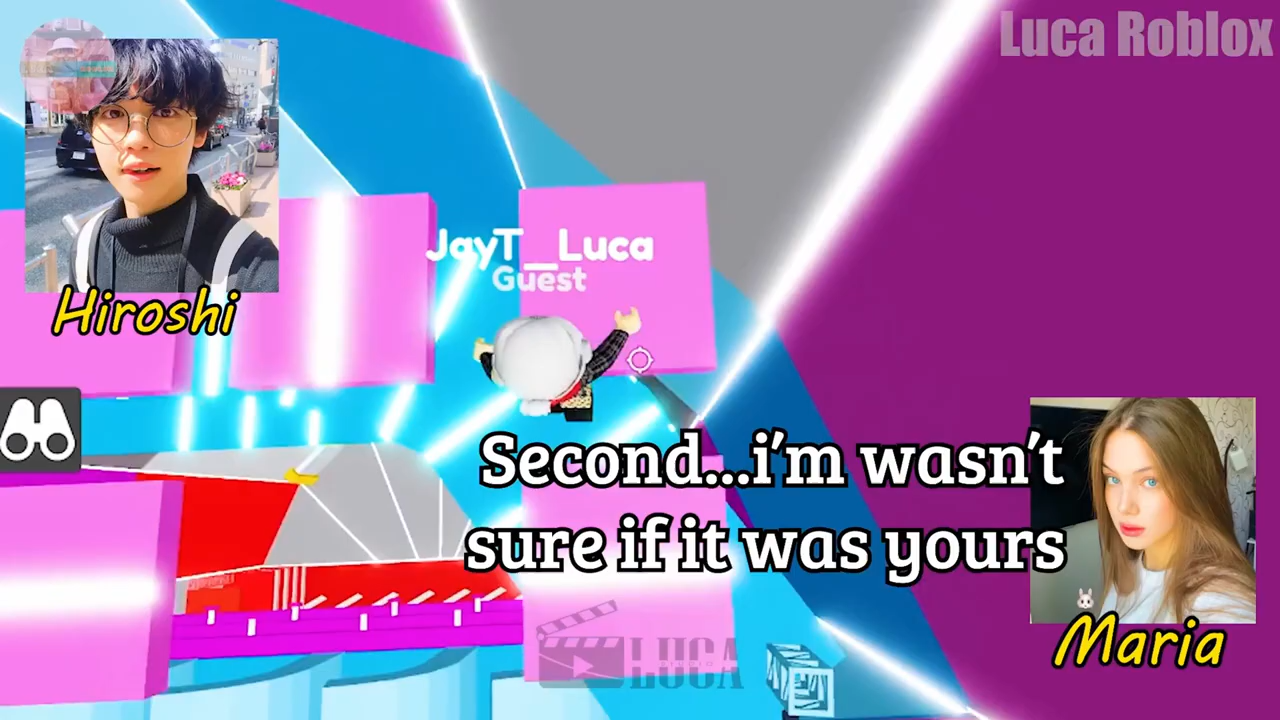 Luca Roblox
JayT_Luca
Guest
Hiroshi
Second...i'm wasn't
sure if it was yours
Maria
LUCA